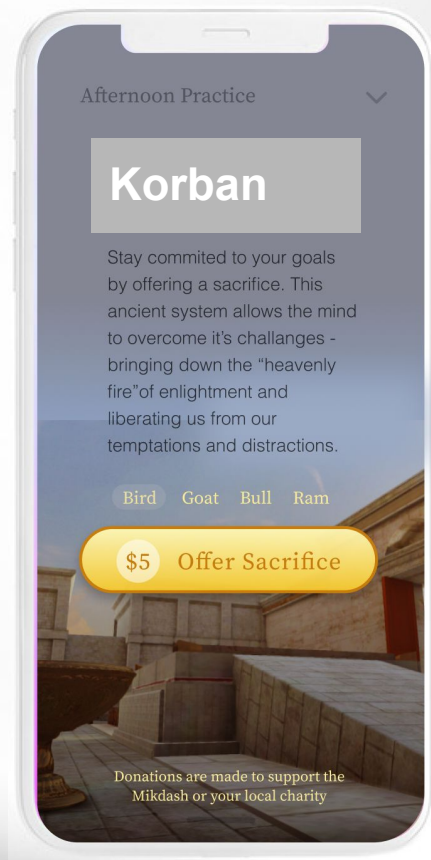 Afternoon Practice
Korban
Stay commited to your goals
by offering a sacrifice. This
ancient system allows the mind
to overcome it's challanges -
bringing down the “heavenly
fire”of enlightment and
liberating us from our
temptations and distractions.
Bird Goat Bull Ram
$5 Offer Sacrifice
Donations are made to support the
Mikdash or your local charity